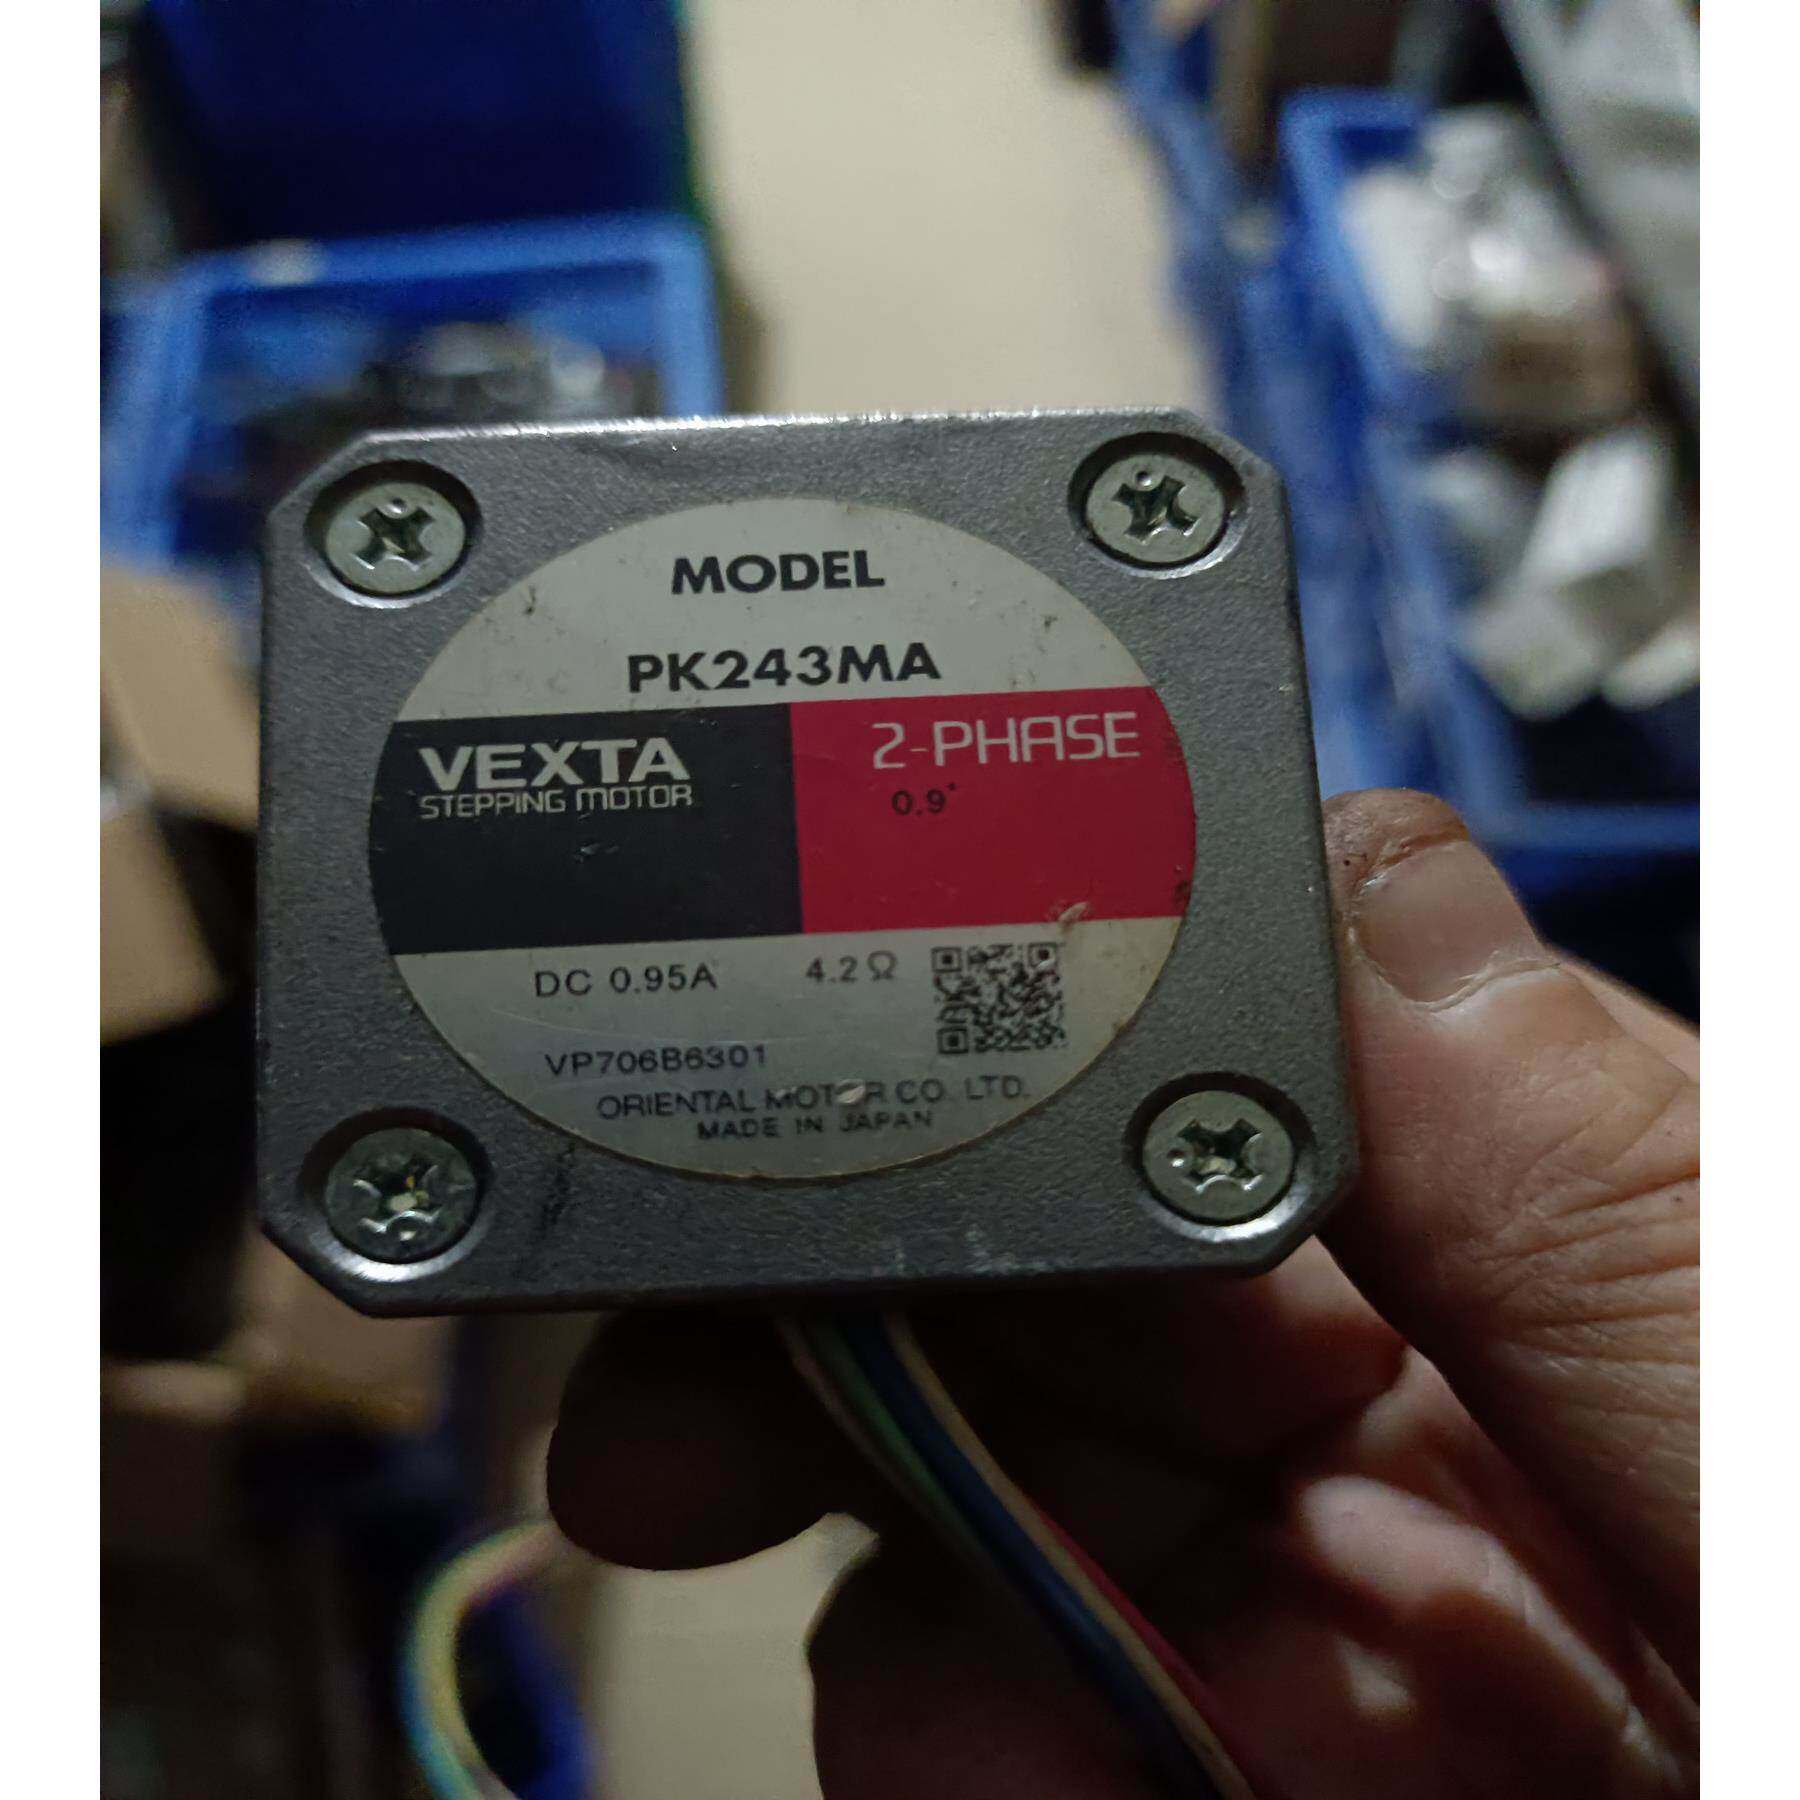 MODEL
PK243MA
VEXTA
STEPPING MOTOR
2-PHASE
0.9°
DC 0.95A 4.2Ω
VP706B6301
ORIENTAL MOTOR CO. LTD.
MADE IN JAPAN